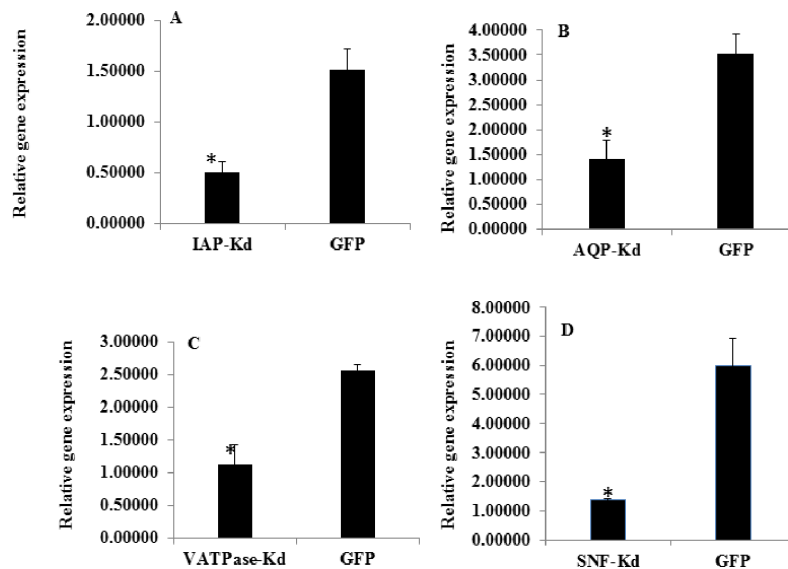 A
Relative gene expression
2.00000
1.50000
1.00000
0.50000
0.00000
*
IAP-Kd GFP
B
Relative gene expression
4.00000
3.50000
3.00000
2.50000
2.00000
1.50000
1.00000
0.50000
0.00000
*
AQP-Kd GFP
C
Relative gene expression
3.00000
2.50000
2.00000
1.50000
1.00000
0.50000
0.00000
*
VATPase-Kd GFP
D
Relative gene expression
8.00000
7.00000
6.00000
5.00000
4.00000
3.00000
2.00000
1.00000
0.00000
*
SNF-Kd GFP